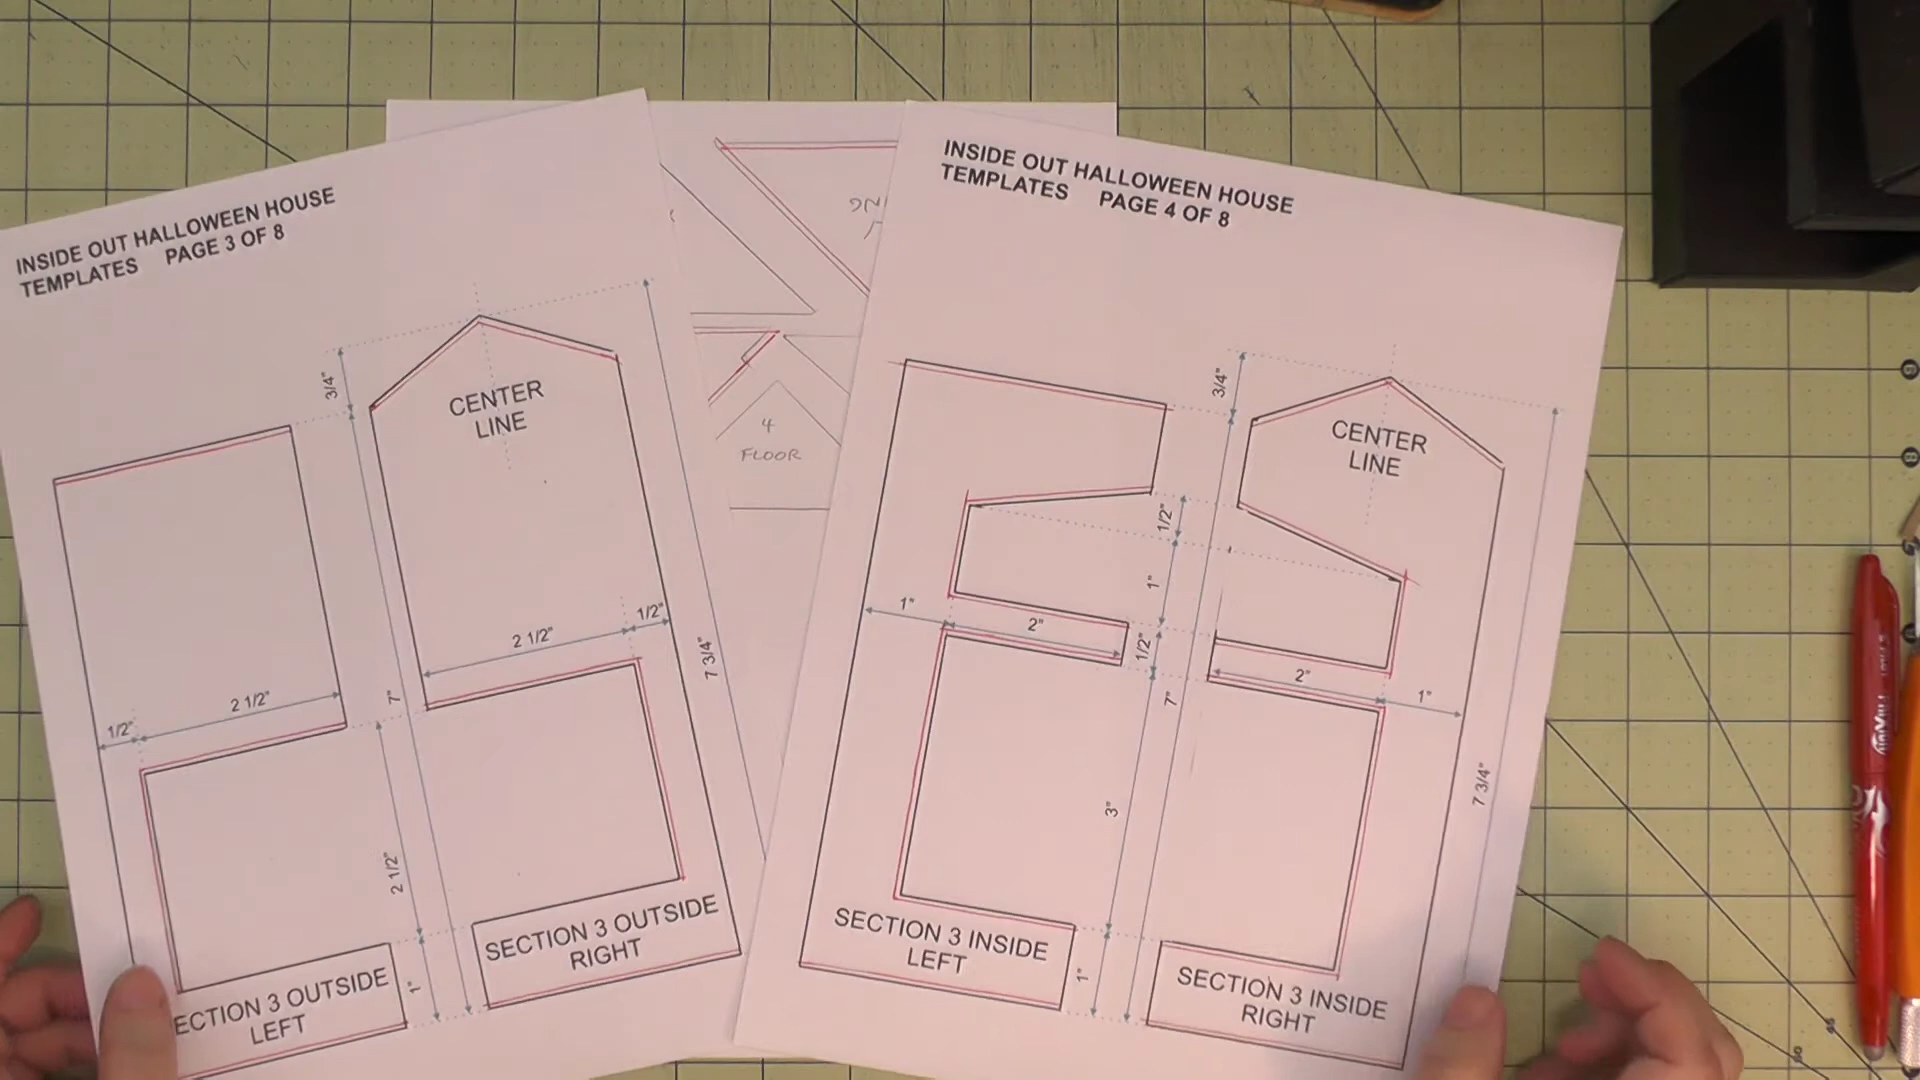 INSIDE OUT HALLOWEEN HOUSE
TEMPLATES PAGE 3 OF 8
3/4"
CENTER
LINE
1/2"
2 1/2"
7 3/4"
2 1/2"
7"
1/2"
2 1/2"
1"
SECTION 3 OUTSIDE
RIGHT
ECTION 3 OUTSIDE
LEFT
4
FLOOR
INSIDE OUT HALLOWEEN HOUSE
TEMPLATES PAGE 4 OF 8
3/4"
CENTER
LINE
1/2"
1"
1"
2"
1/2"
2"
1"
7"
7 3/4"
3"
1"
SECTION 3 INSIDE
LEFT
SECTION 3 INSIDE
RIGHT